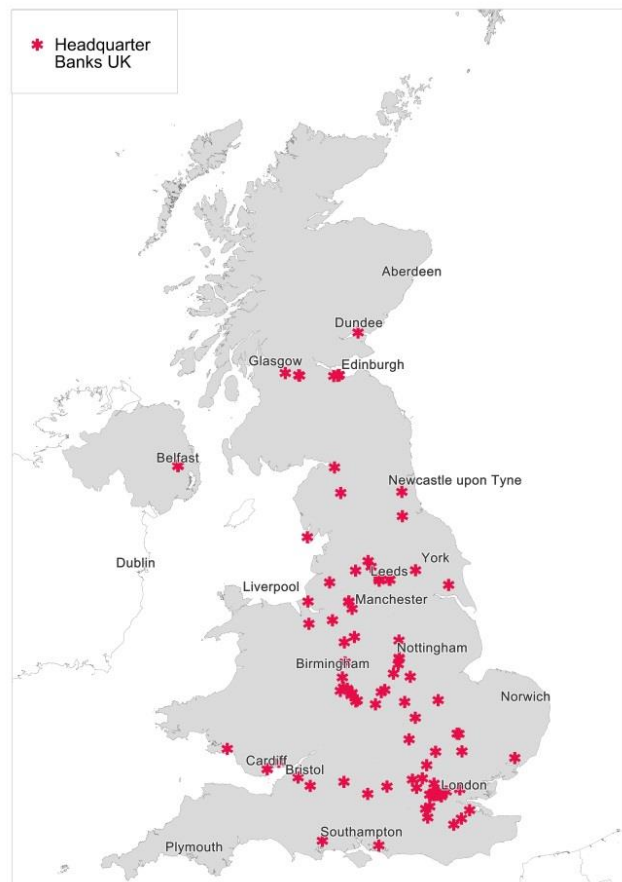 Headquarter
Banks UK
Aberdeen
Dundee
Glasgow
Edinburgh
Belfast
Newcastle upon Tyne
Dublin
York
Leeds
Liverpool
Manchester
Nottingham
Birmingham
Norwich
Cardiff
Bristol
London
Southampton
Plymouth